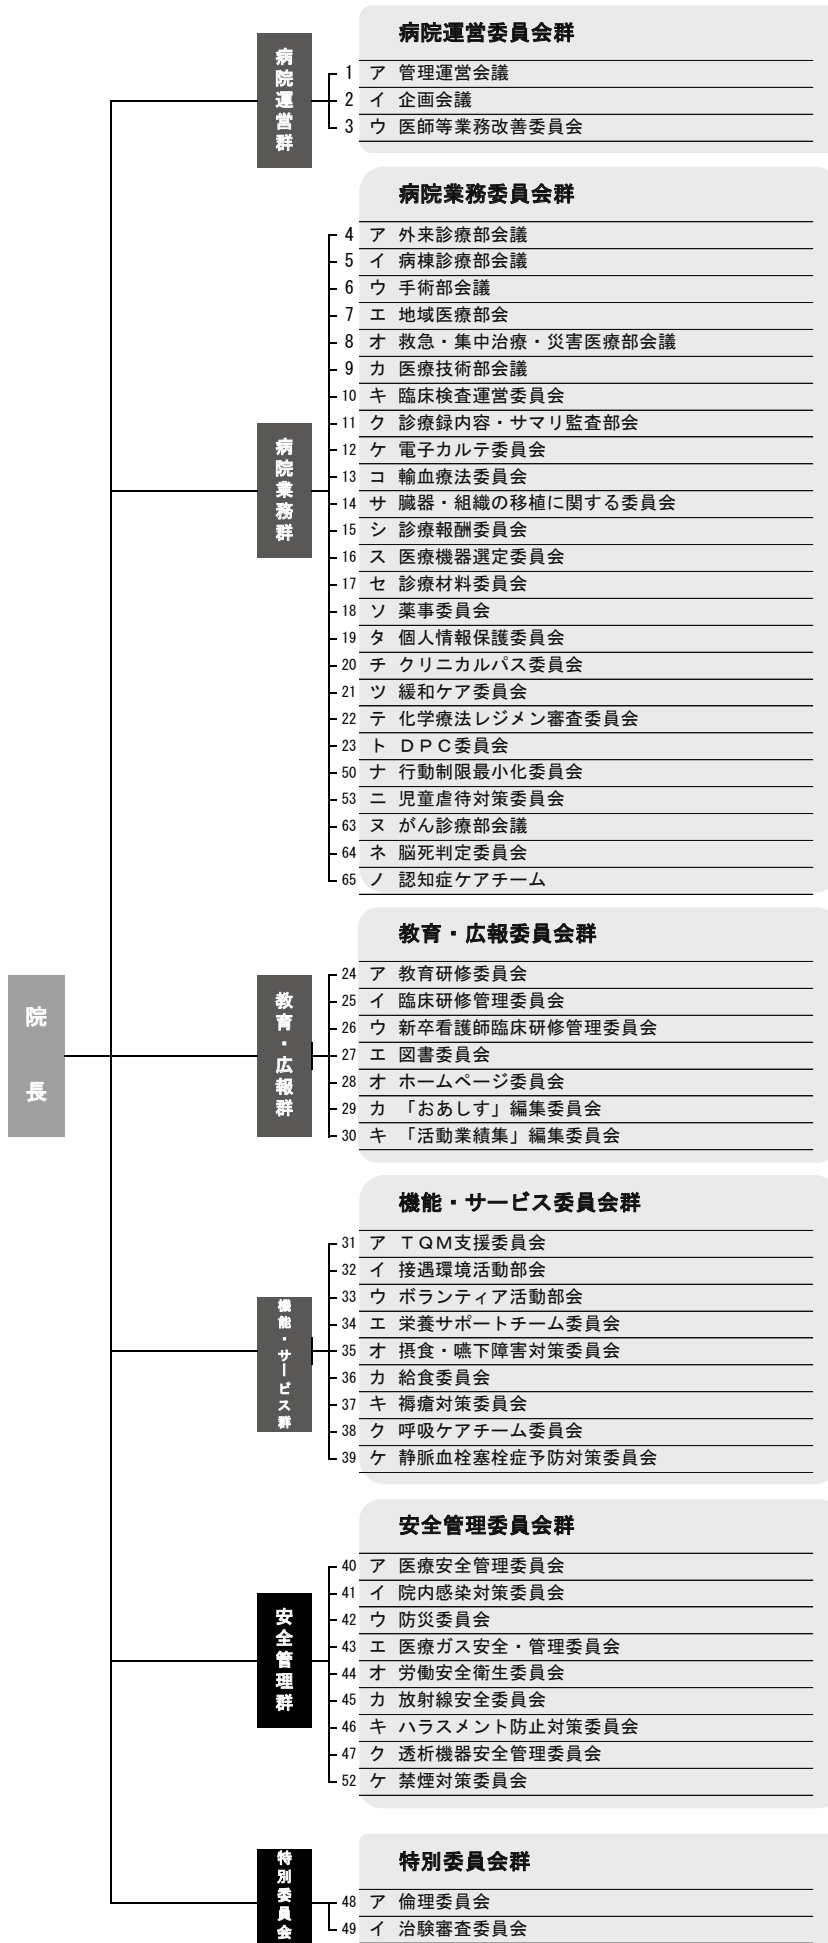 院長
病院運営群
病院運営委員会群
1 ア 管理運営会議
2 イ 企画会議
3 ウ 医師等業務改善委員会
病院業務群
病院業務委員会群
4 ア 外来診療部会議
5 イ 病棟診療部会議
6 ウ 手術部会議
7 エ 地域医療部会
8 オ 救急・集中治療・災害医療部会議
9 カ 医療技術部会議
10 キ 臨床検査運営委員会
11 ク 診療録内容・サマリ監査部会
12 ケ 電子カルテ委員会
13 コ 輸血療法委員会
14 サ 臓器・組織の移植に関する委員会
15 シ 診療報酬委員会
16 ス 医療機器選定委員会
17 セ 診療材料委員会
18 ソ 薬事委員会
19 タ 個人情報保護委員会
20 チ クリニカルパス委員会
21 ツ 緩和ケア委員会
22 テ 化学療法レジメン審査委員会
23 ト DPC委員会
50 ナ 行動制限最小化委員会
53 ニ 児童虐待対策委員会
63 ヌ がん診療部会議
64 ネ 脳死判定委員会
65 ノ 認知症ケアチーム
教育・広報群
教育・広報委員会群
24 ア 教育研修委員会
25 イ 臨床研修管理委員会
26 ウ 新卒看護師臨床研修管理委員会
27 エ 図書委員会
28 オ ホームページ委員会
29 カ 「おあしす」編集委員会
30 キ 「活動業績集」編集委員会
機能・サービス群
機能・サービス委員会群
31 ア TQM支援委員会
32 イ 接遇環境活動部会
33 ウ ボランティア活動部会
34 エ 栄養サポートチーム委員会
35 オ 摂食・嚥下障害対策委員会
36 カ 給食委員会
37 キ 褥瘡対策委員会
38 ク 呼吸ケアチーム委員会
39 ケ 静脈血栓塞栓症予防対策委員会
安全管理群
安全管理委員会群
40 ア 医療安全管理委員会
41 イ 院内感染対策委員会
42 ウ 防災委員会
43 エ 医療ガス安全・管理委員会
44 オ 労働安全衛生委員会
45 カ 放射線安全委員会
46 キ ハラスメント防止対策委員会
47 ク 透析機器安全管理委員会
52 ケ 禁煙対策委員会
特別委員会
特別委員会群
48 ア 倫理委員会
49 イ 治験審査委員会